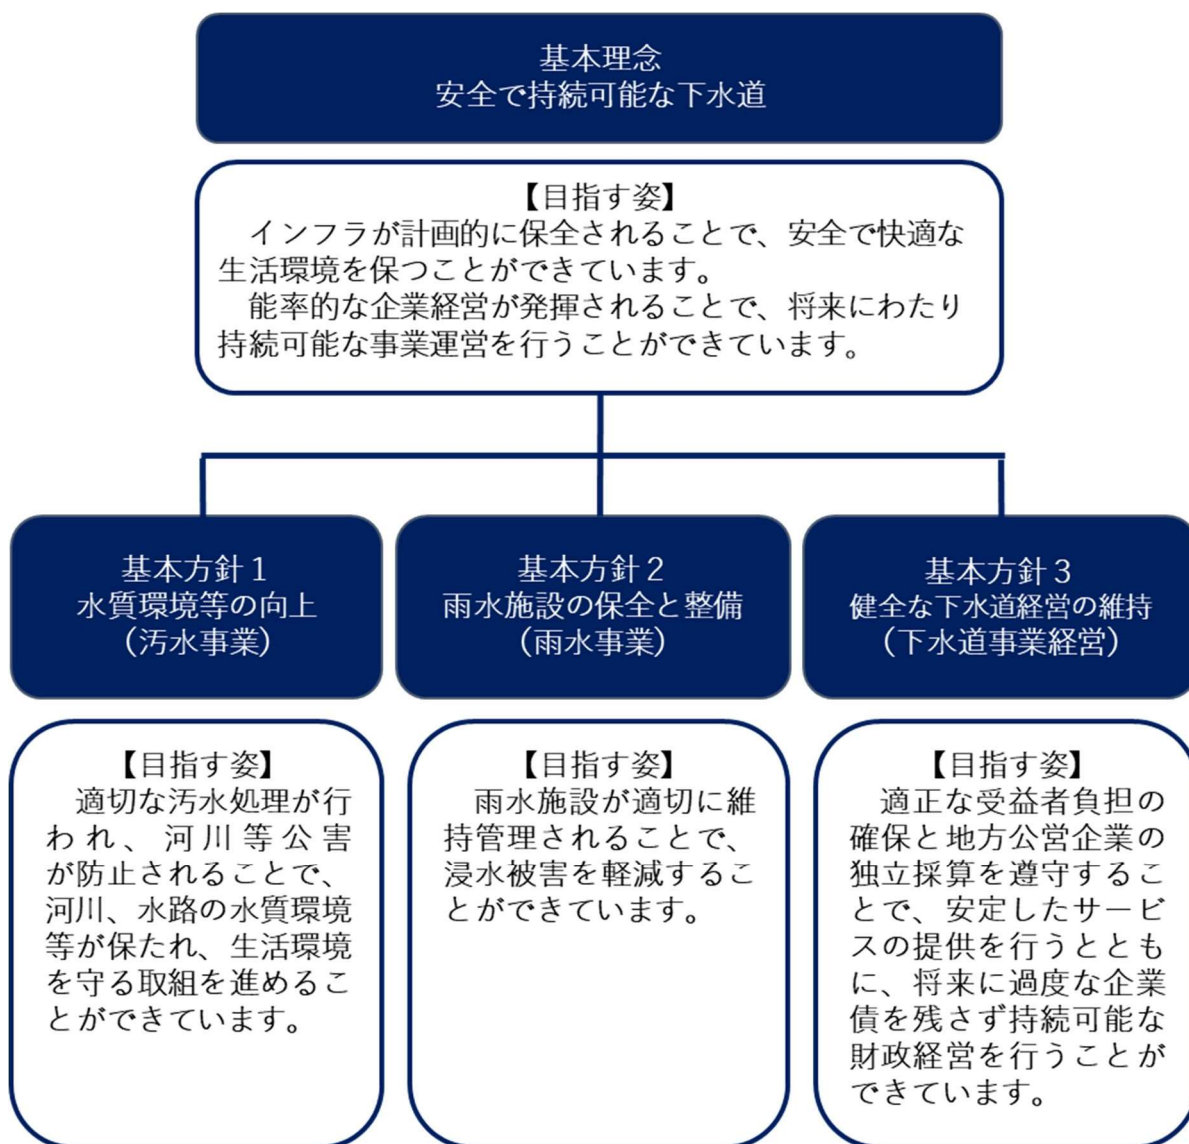 基本理念
安全で持続可能な下水道
【目指す姿】
インフラが計画的に保全されることで、安全で快適な
生活環境を保つことができています。
能率的な企業経営が発揮されることで、将来にわたり
持続可能な事業運営を行うことができています。
基本方針１
水質環境等の向上
（汚水事業）
【目指す姿】
適切な汚水処理が行
われ、河川等公害
が防止されることで、
河川、水路の水質環境
等が保たれ、生活環境
を守る取組を進めるこ
とができています。
基本方針２
雨水施設の保全と整備
（雨水事業）
【目指す姿】
雨水施設が適切に維
持管理されることで、
浸水被害を軽減するこ
とができています。
基本方針３
健全な下水道経営の維持
（下水道事業経営）
【目指す姿】
適正な受益者負担の
確保と地方公営企業の
独立採算を遵守するこ
とで、安定したサービ
スの提供を行うととも
に、将来に過度な企業
債を残さず持続可能な
財政経営を行うことが
できています。